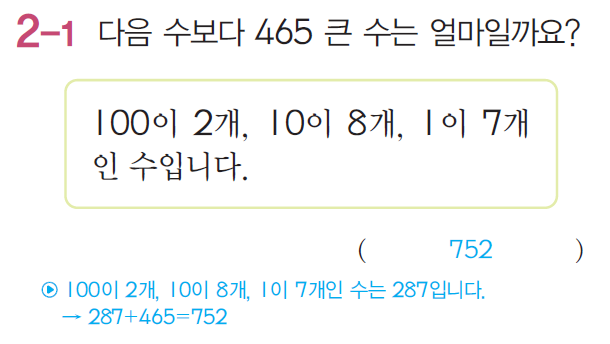 2-1 다음 수보다 465 큰 수는 얼마일까요?
100이 2개, 10이 8개, 1이 7개
인 수입니다.
( 752 )
100이 2개, 10이 8개, 1이 7개인 수는 287입니다.
→ 287+465=752